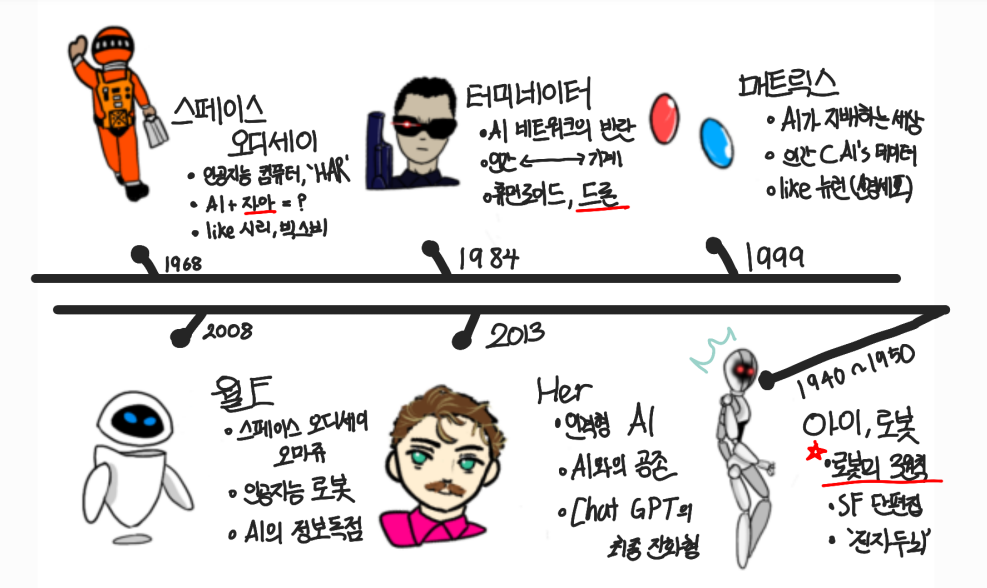 스페이스
오디세이
• 인공지능 컴퓨터, 'HAR'
• AI + 자아 = ?
• like 시리, 빅스비
1968
터미네이터
• AI 네트워크의 반란
• 인간 ↔ 기계
• 휴먼로이드, 드론
1984
매트릭스
• AI가 지배하는 세상
• 인간 ⊂ AI's 데이터
• like 뉴런(신경세포)
1999
2008
월-E
• 스페이스 오디세이
오마쥬
• 인공지능 로봇
• AI의 정보독점
2013
Her
• 인격형 AI
• AI와의 공존
• Chat GPT의
최종 진화형
1940 ~ 1950
아이, 로봇
• 로봇의 3원칙
• SF 단편집
• '전자두뇌'